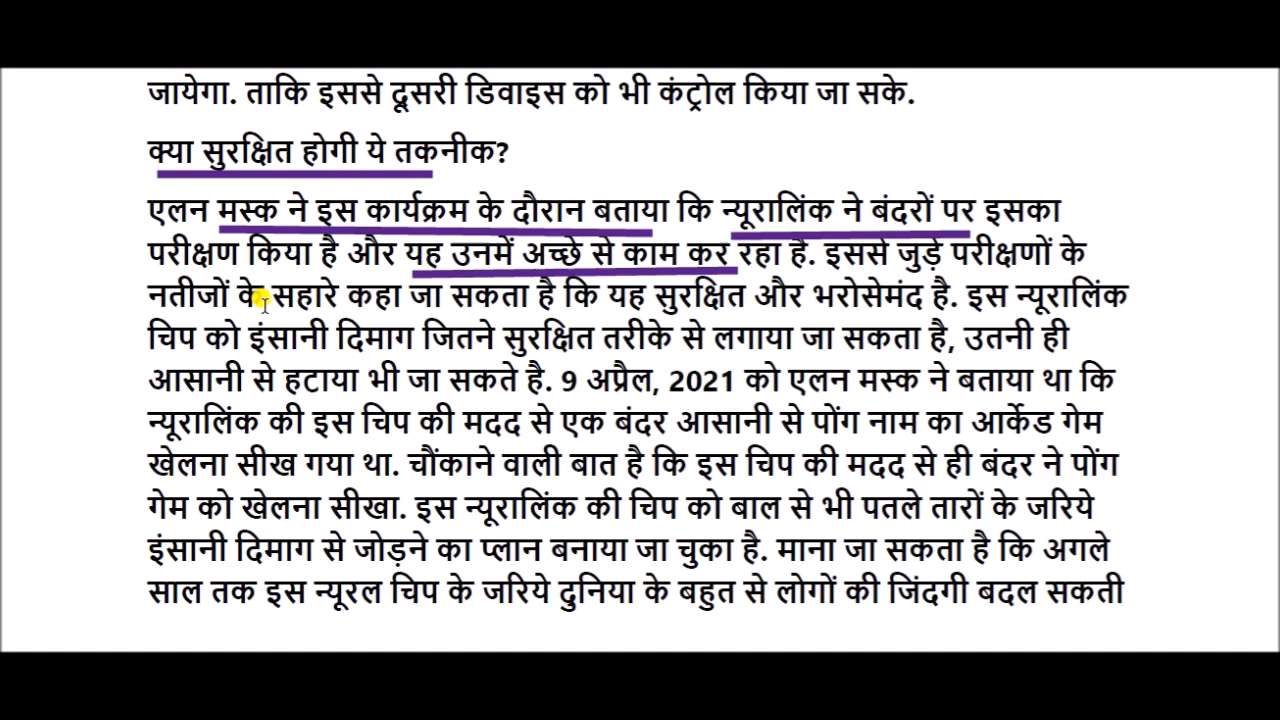 जायेगा. ताकि इससे दूसरी डिवाइस को भी कंट्रोल किया जा सके.
क्या सुरक्षित होगी ये तकनीक?
एलन मस्क ने इस कार्यक्रम के दौरान बताया कि न्यूरालिंक ने बंदरों पर इसका
परीक्षण किया है और यह उनमें अच्छे से काम कर रहा है. इससे जुड़े परीक्षणों के
नतीजों के सहारे कहा जा सकता है कि यह सुरक्षित और भरोसेमंद है. इस न्यूरालिंक
चिप को इंसानी दिमाग जितने सुरक्षित तरीके से लगाया जा सकता है, उतनी ही
आसानी से हटाया भी जा सकते है. 9 अप्रैल, 2021 को एलन मस्क ने बताया था कि
न्यूरालिंक की इस चिप की मदद से एक बंदर आसानी से पोंग नाम का आर्केड गेम
खेलना सीख गया था. चौंकाने वाली बात है कि इस चिप की मदद से ही बंदर ने पोंग
गेम को खेलना सीखा. इस न्यूरालिंक की चिप को बाल से भी पतले तारों के जरिये
इंसानी दिमाग से जोड़ने का प्लान बनाया जा चुका है. माना जा सकता है कि अगले
साल तक इस न्यूरल चिप के जरिये दुनिया के बहुत से लोगों की जिंदगी बदल सकती